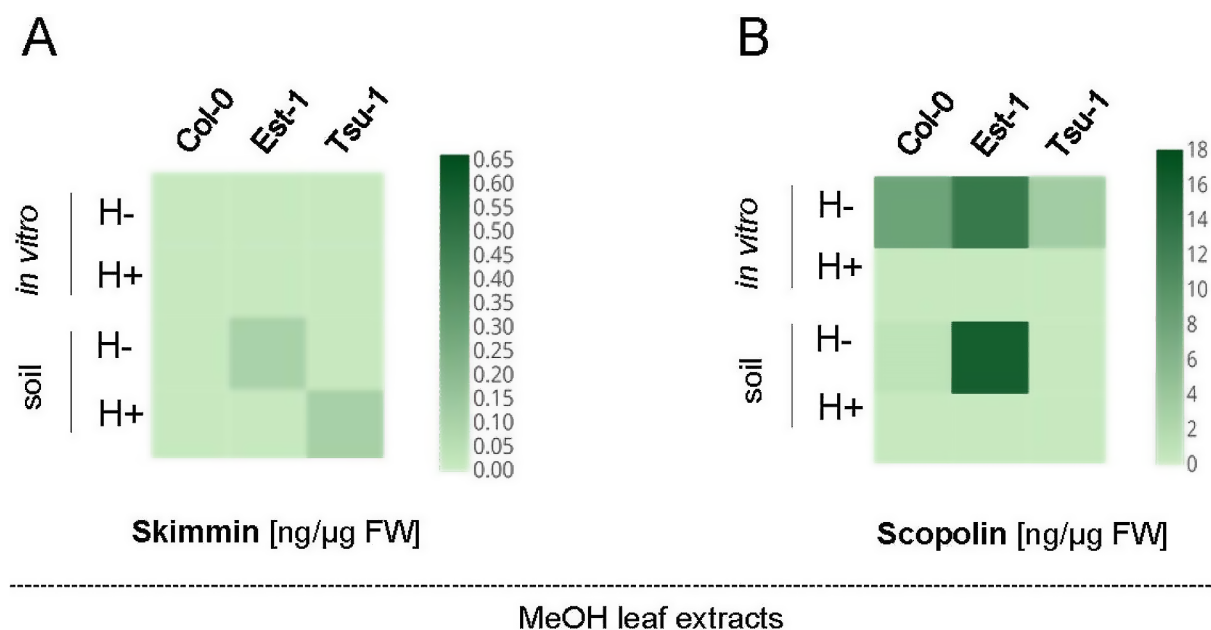 A
Col-0 Est-1 Tsu-1
in vitro
H-
H+
soil
H-
H+
0.65
0.60
0.55
0.50
0.45
0.40
0.35
0.30
0.25
0.20
0.15
0.10
0.05
0.00
Skimmin [ng/µg FW]
B
Col-0 Est-1 Tsu-1
in vitro
H-
H+
soil
H-
H+
18
16
14
12
10
8
6
4
2
0
Scopolin [ng/µg FW]
MeOH leaf extracts